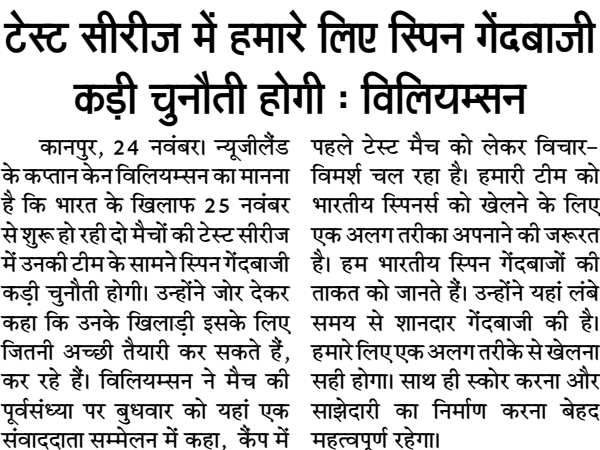 टेस्ट सीरीज में हमारे लिए स्पिन गेंदबाजी
कड़ी चुनौती होगी : विलियम्सन
कानपुर, 24 नवंबर। न्यूजीलैंड
के कप्तान केन विलियम्सन का मानना
है कि भारत के खिलाफ 25 नवंबर
से शुरू हो रही दो मैचों की टेस्ट सीरीज
में उनकी टीम के सामने स्पिन गेंदबाजी
कड़ी चुनौती होगी। उन्होंने जोर देकर
कहा कि उनके खिलाड़ी इसके लिए
जितनी अच्छी तैयारी कर सकते हैं,
कर रहे हैं। विलियम्सन ने मैच की
पूर्वसंध्या पर बुधवार को यहां एक
संवाददाता सम्मेलन में कहा, कैंप में
पहले टेस्ट मैच को लेकर विचार-
विमर्श चल रहा है। हमारी टीम को
भारतीय स्पिनर्स को खेलने के लिए
एक अलग तरीका अपनाने की जरूरत
है। हम भारतीय स्पिन गेंदबाजों की
ताकत को जानते हैं। उन्होंने यहां लंबे
समय से शानदार गेंदबाजी की है।
हमारे लिए एक अलग तरीके से खेलना
सही होगा। साथ ही स्कोर करना और
साझेदारी का निर्माण करना बेहद
महत्वपूर्ण रहेगा।